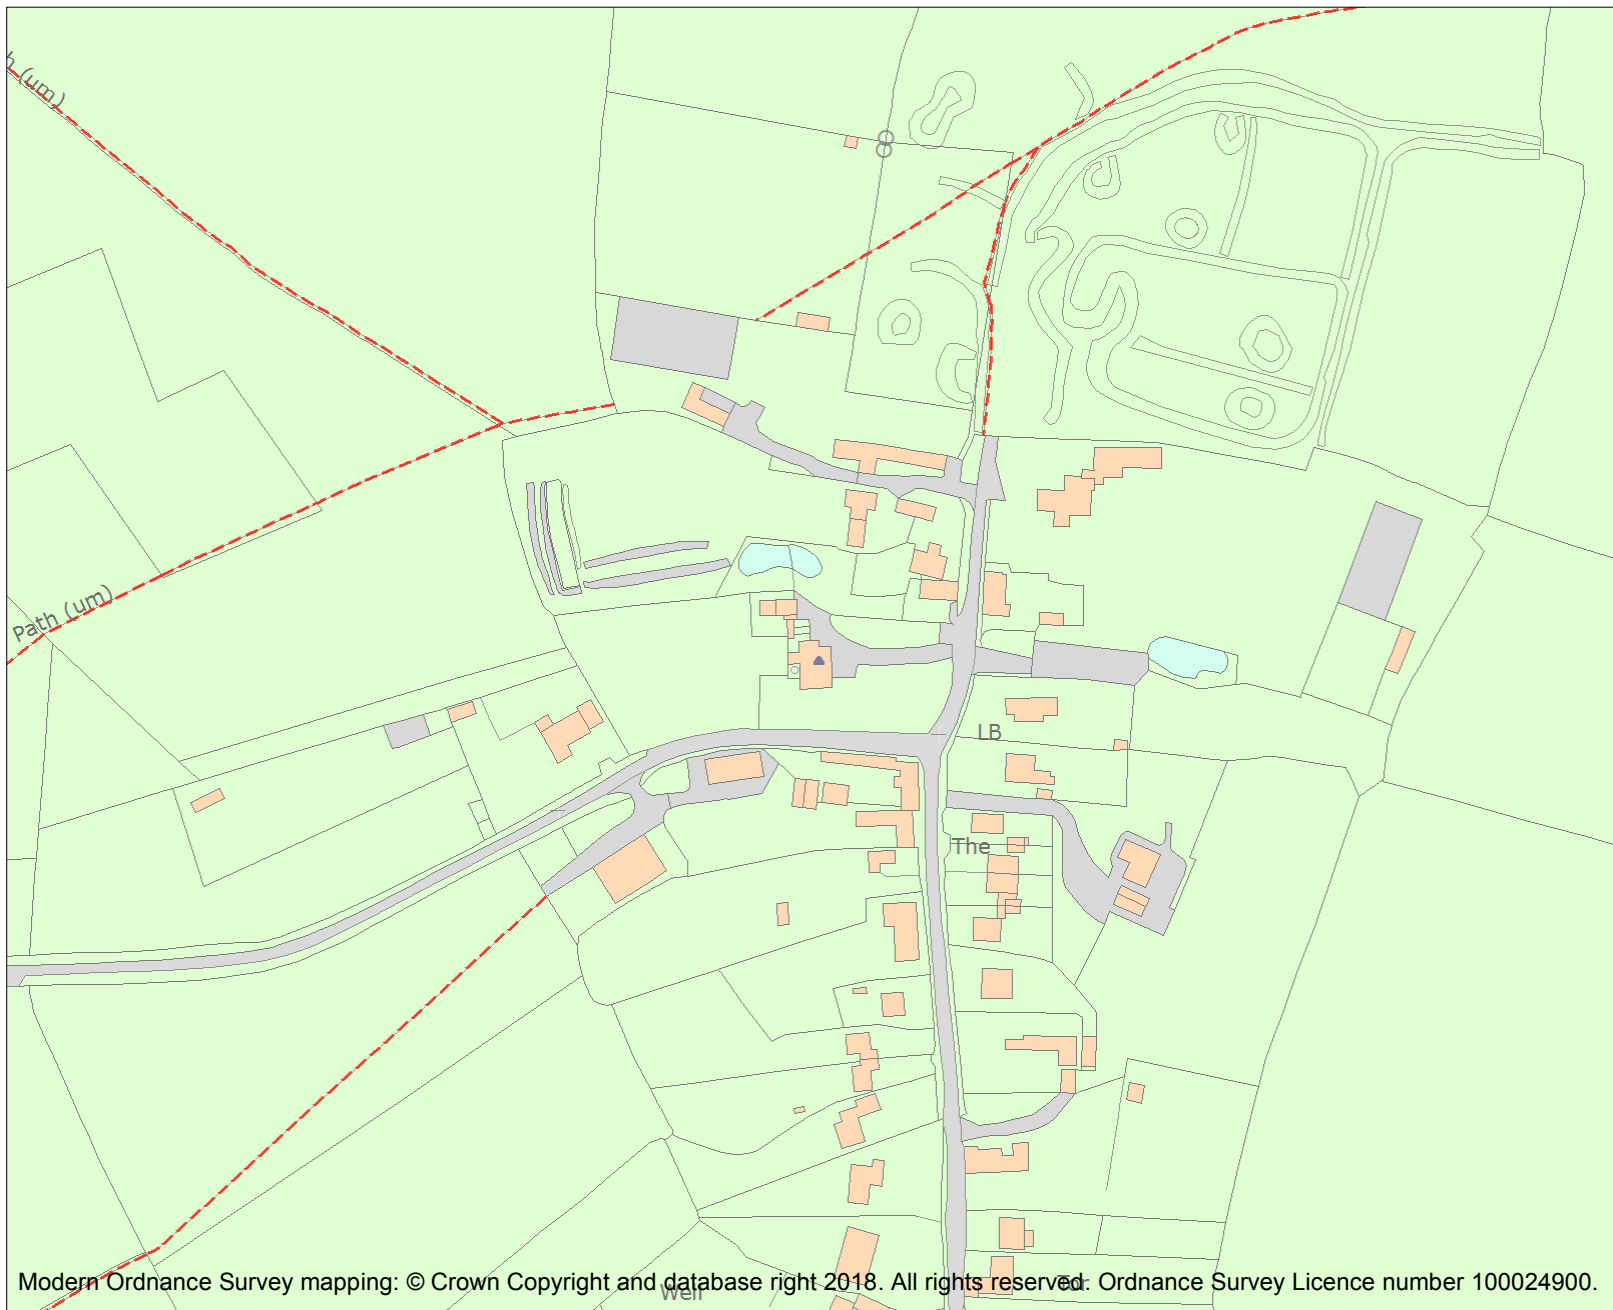 h (um)
Path (um)
LB
The
Well
Tor
Modern Ordnance Survey mapping: © Crown Copyright and database right 2018. All rights reserved. Ordnance Survey Licence number 100024900.